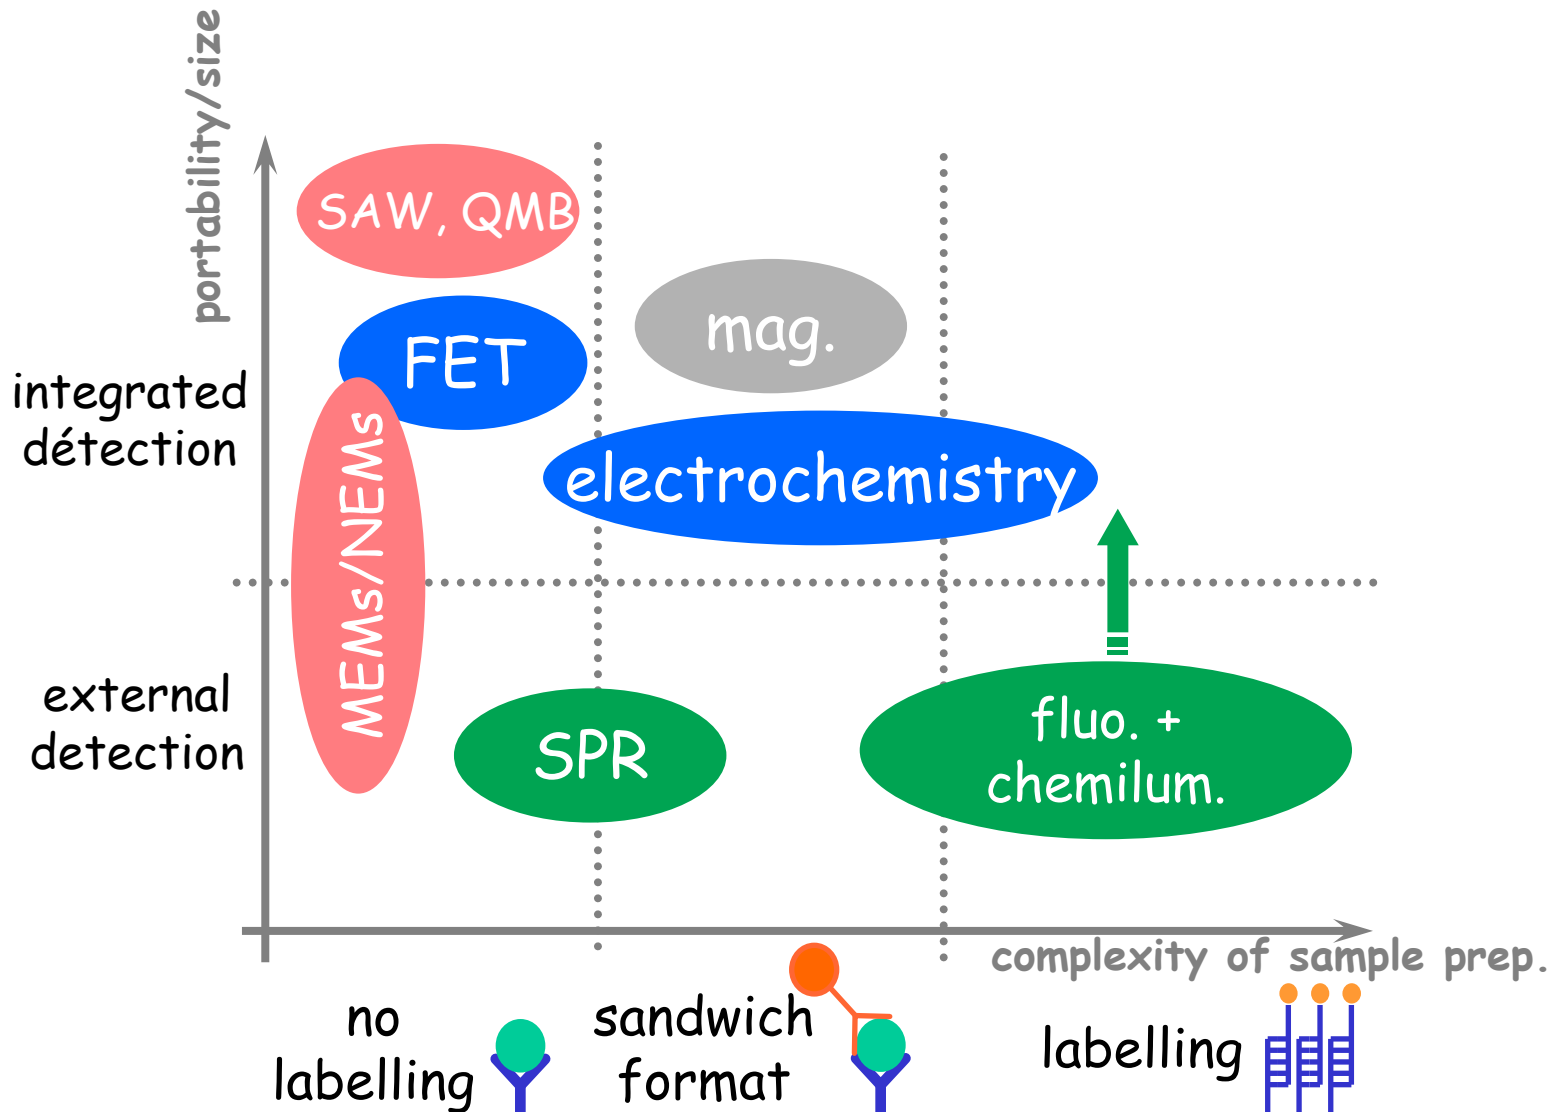 portability/size
SAW, QMB
FET
mag.
integrated
détection
MEMs/NEMs
electrochemistry
external
detection
SPR
fluo. +
chemilum.
complexity of sample prep.
no
labelling
sandwich
format
labelling